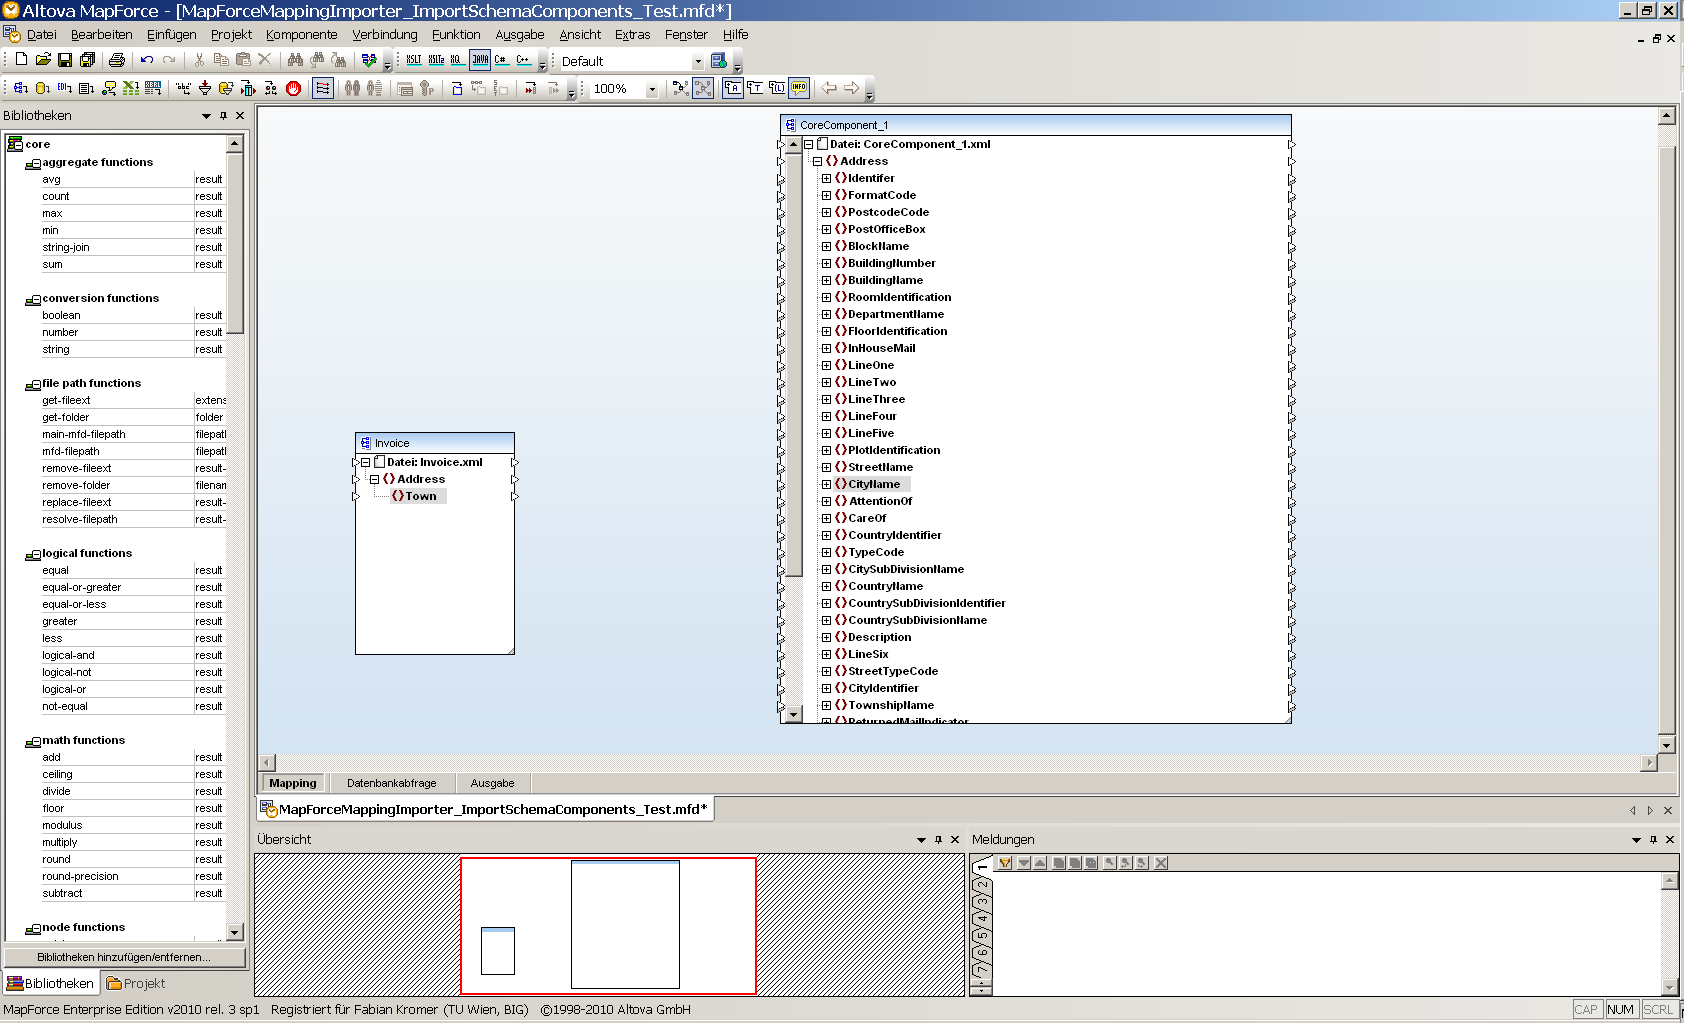 Altova MapForce - [MapForceMappingImporter_ImportSchemaComponents_Test.mfd*]
Datei Bearbeiten Einfügen Projekt Komponente Verbindung Funktion Ausgabe Ansicht Extras Fenster Hilfe
XSLT XSLT2 XQ JAVA C# C++ Default
100% A T INFO
Bibliotheken
core
aggregate functions
avg result
count result
max result
min result
string-join result
sum result
conversion functions
boolean result
number result
string result
file path functions
get-fileext extens
get-folder folder
main-mfd-filepath filepatl
mfd-filepath filepatl
remove-fileext result-
remove-folder filenan
replace-fileext result-
resolve-filepath result-
logical functions
equal result
equal-or-greater result
equal-or-less result
greater result
less result
logical-and result
logical-not result
logical-or result
not-equal result
math functions
add result
ceiling result
divide result
floor result
modulus result
multiply result
round result
round-precision result
subtract result
node functions
Bibliotheken hinzufügen/entfernen...
Bibliotheken Projekt
Invoice
Datei: Invoice.xml
Address
Town
CoreComponent_1
Datei: CoreComponent_1.xml
Address
Identifer
FormatCode
PostcodeCode
PostOfficeBox
BlockName
BuildingNumber
BuildingName
RoomIdentification
DepartmentName
FloorIdentification
InHouseMail
LineOne
LineTwo
LineThree
LineFour
LineFive
PlotIdentification
StreetName
CityName
AttentionOf
CareOf
CountryIdentifier
TypeCode
CitySubDivisionName
CountryName
CountrySubDivisionIdentifier
CountrySubDivisionName
Description
LineSix
StreetTypeCode
CityIdentifier
TownshipName
ReturnedMailIndicator
Mapping Datenbankabfrage Ausgabe
MapForceMappingImporter_ImportSchemaComponents_Test.mfd*
Übersicht
Meldungen
1
2
3
4
5
6
7
MapForce Enterprise Edition v2010 rel. 3 sp1 Registriert für Fabian Kromer (TU Wien, BIG) ©1998-2010 Altova GmbH
CAP NUM SCRL